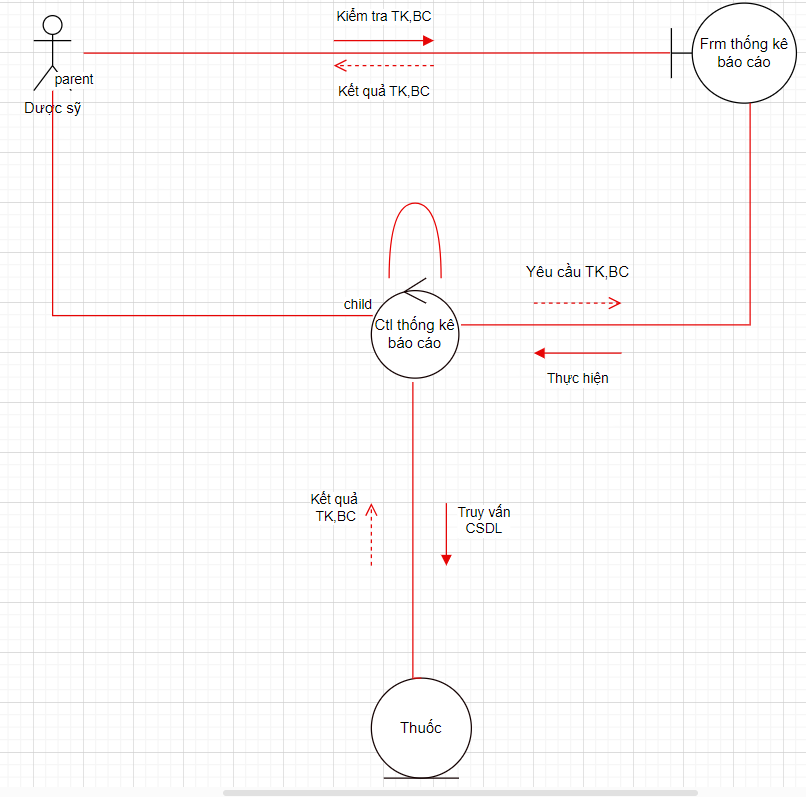 Kiểm tra TK,BC
Kết quả TK,BC
Frm thống kê
báo cáo
parent
Dược sỹ
child
Ctl thống kê
báo cáo
Yêu cầu TK,BC
Thực hiện
Kết quả
TK,BC
Truy vấn
CSDL
Thuốc